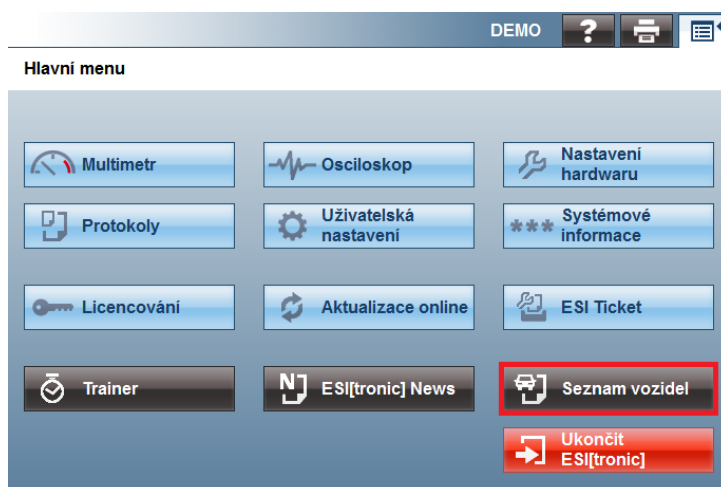 DEMO ?
Hlavní menu
Multimetr
Osciloskop
Nastavení
hardwaru
Protokoly
Uživatelská
nastavení
*** Systémové
informace
Licencování
Aktualizace online
ESI Ticket
Trainer
N ESI[tronic] News
Seznam vozidel
Ukončit
ESI[tronic]